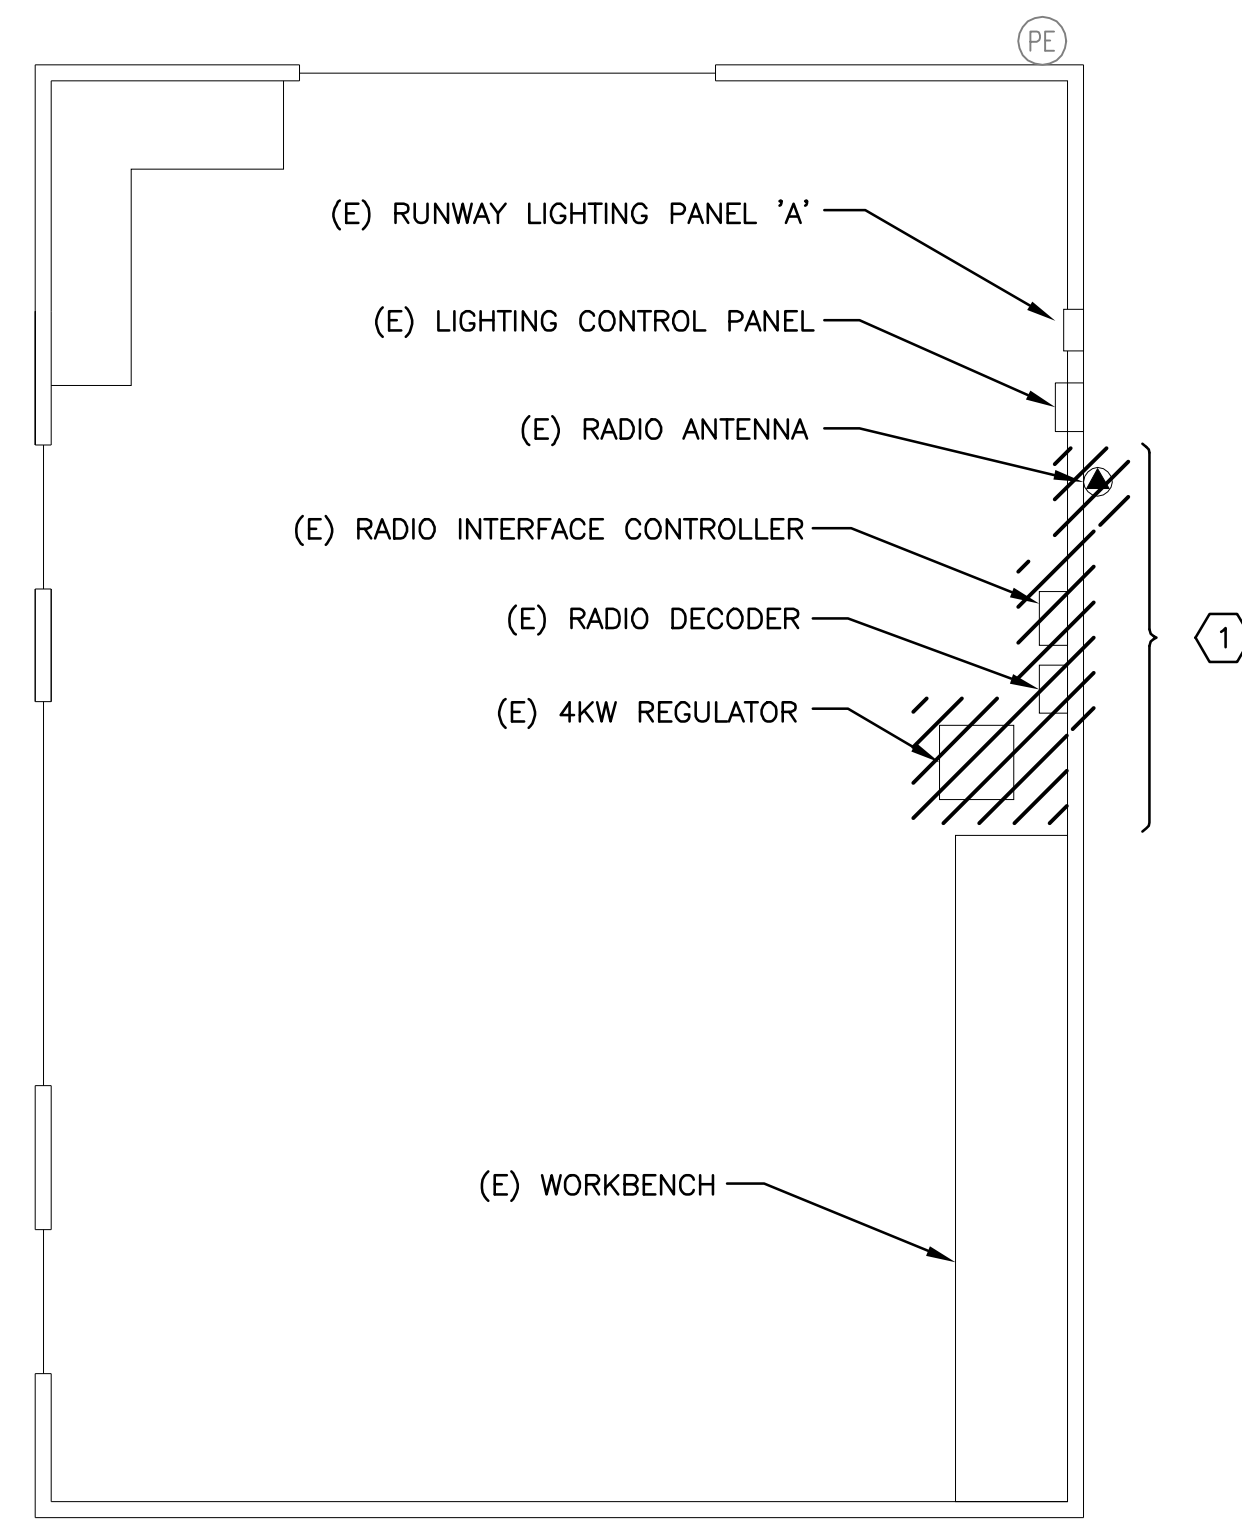 PE
(E) RUNWAY LIGHTING PANEL 'A'
(E) LIGHTING CONTROL PANEL
(E) RADIO ANTENNA
(E) RADIO INTERFACE CONTROLLER
(E) RADIO DECODER
1
(E) 4KW REGULATOR
(E) WORKBENCH